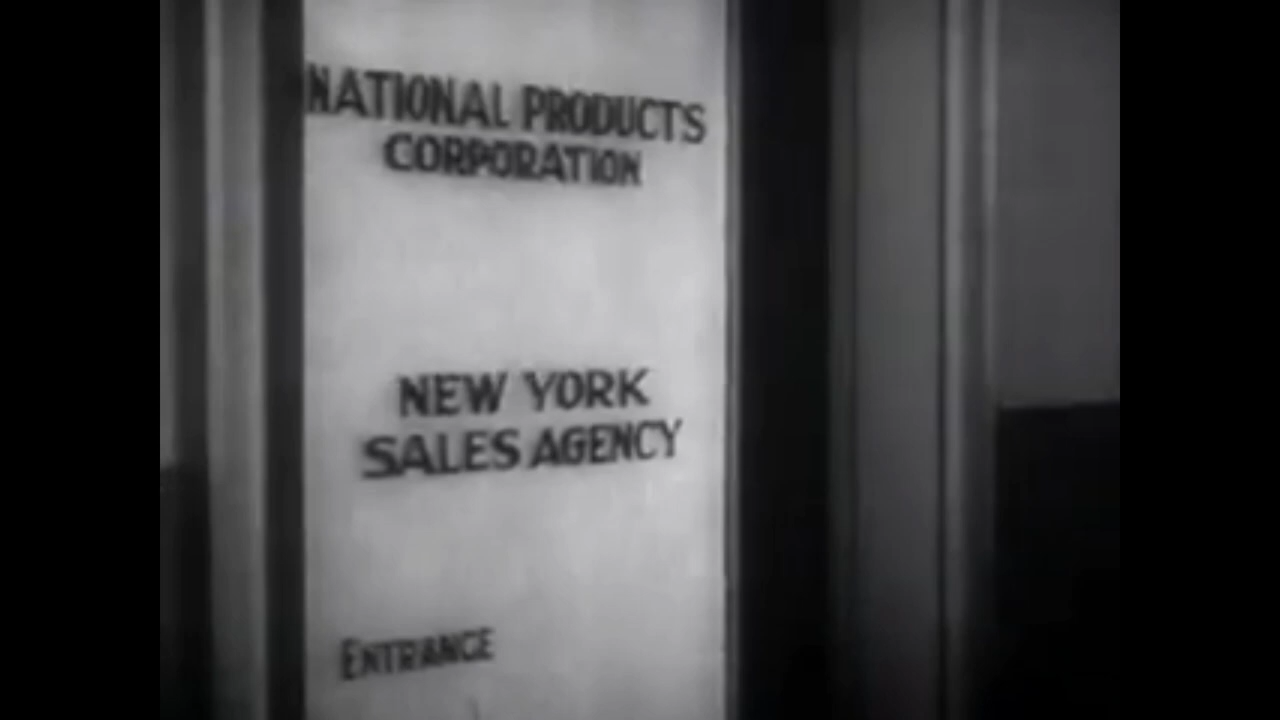 NATIONAL PRODUCTS
CORPORATION
NEW YORK
SALES AGENCY
ENTRANCE